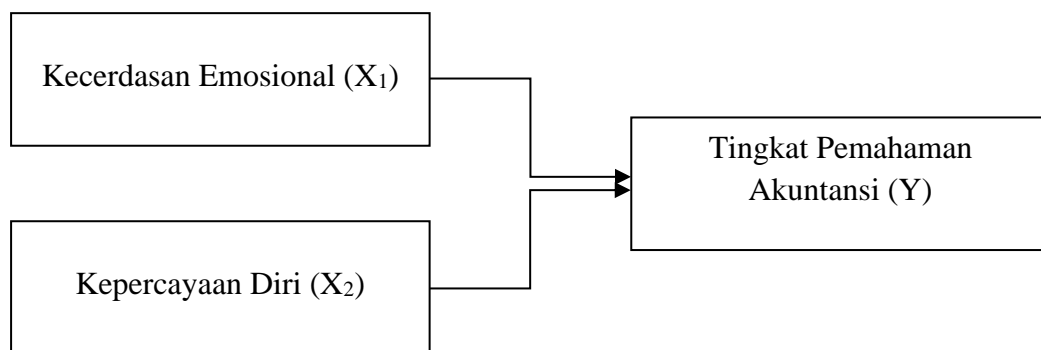 Kecerdasan Emosional (X₁)
Tingkat Pemahaman
Akuntansi (Y)
Kepercayaan Diri (X₂)